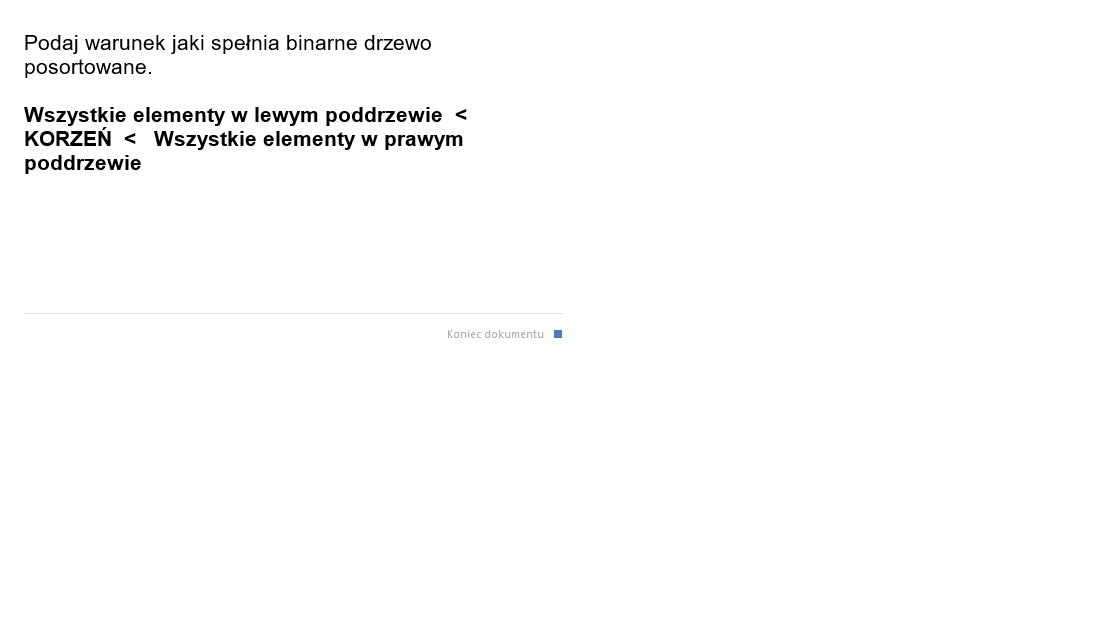 Podaj warunek jaki spełnia binarne drzewo
posortowane.
Wszystkie elementy w lewym poddrzewie  <
KORZEŃ  <   Wszystkie elementy w prawym
poddrzewie
Koniec dokumentu